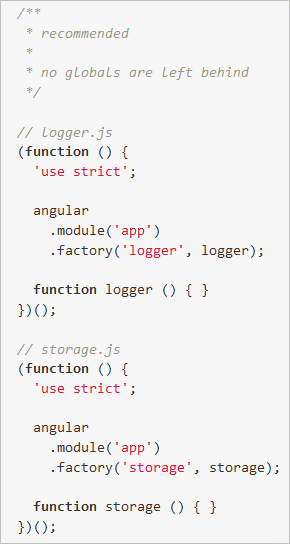 /**
 * recommended
 *
 * no globals are left behind
 */

// logger.js
(function () {
  'use strict';

  angular
    .module('app')
    .factory('logger', logger);

  function logger () { }
})();

// storage.js
(function () {
  'use strict';

  angular
    .module('app')
    .factory('storage', storage);

  function storage () { }
})();